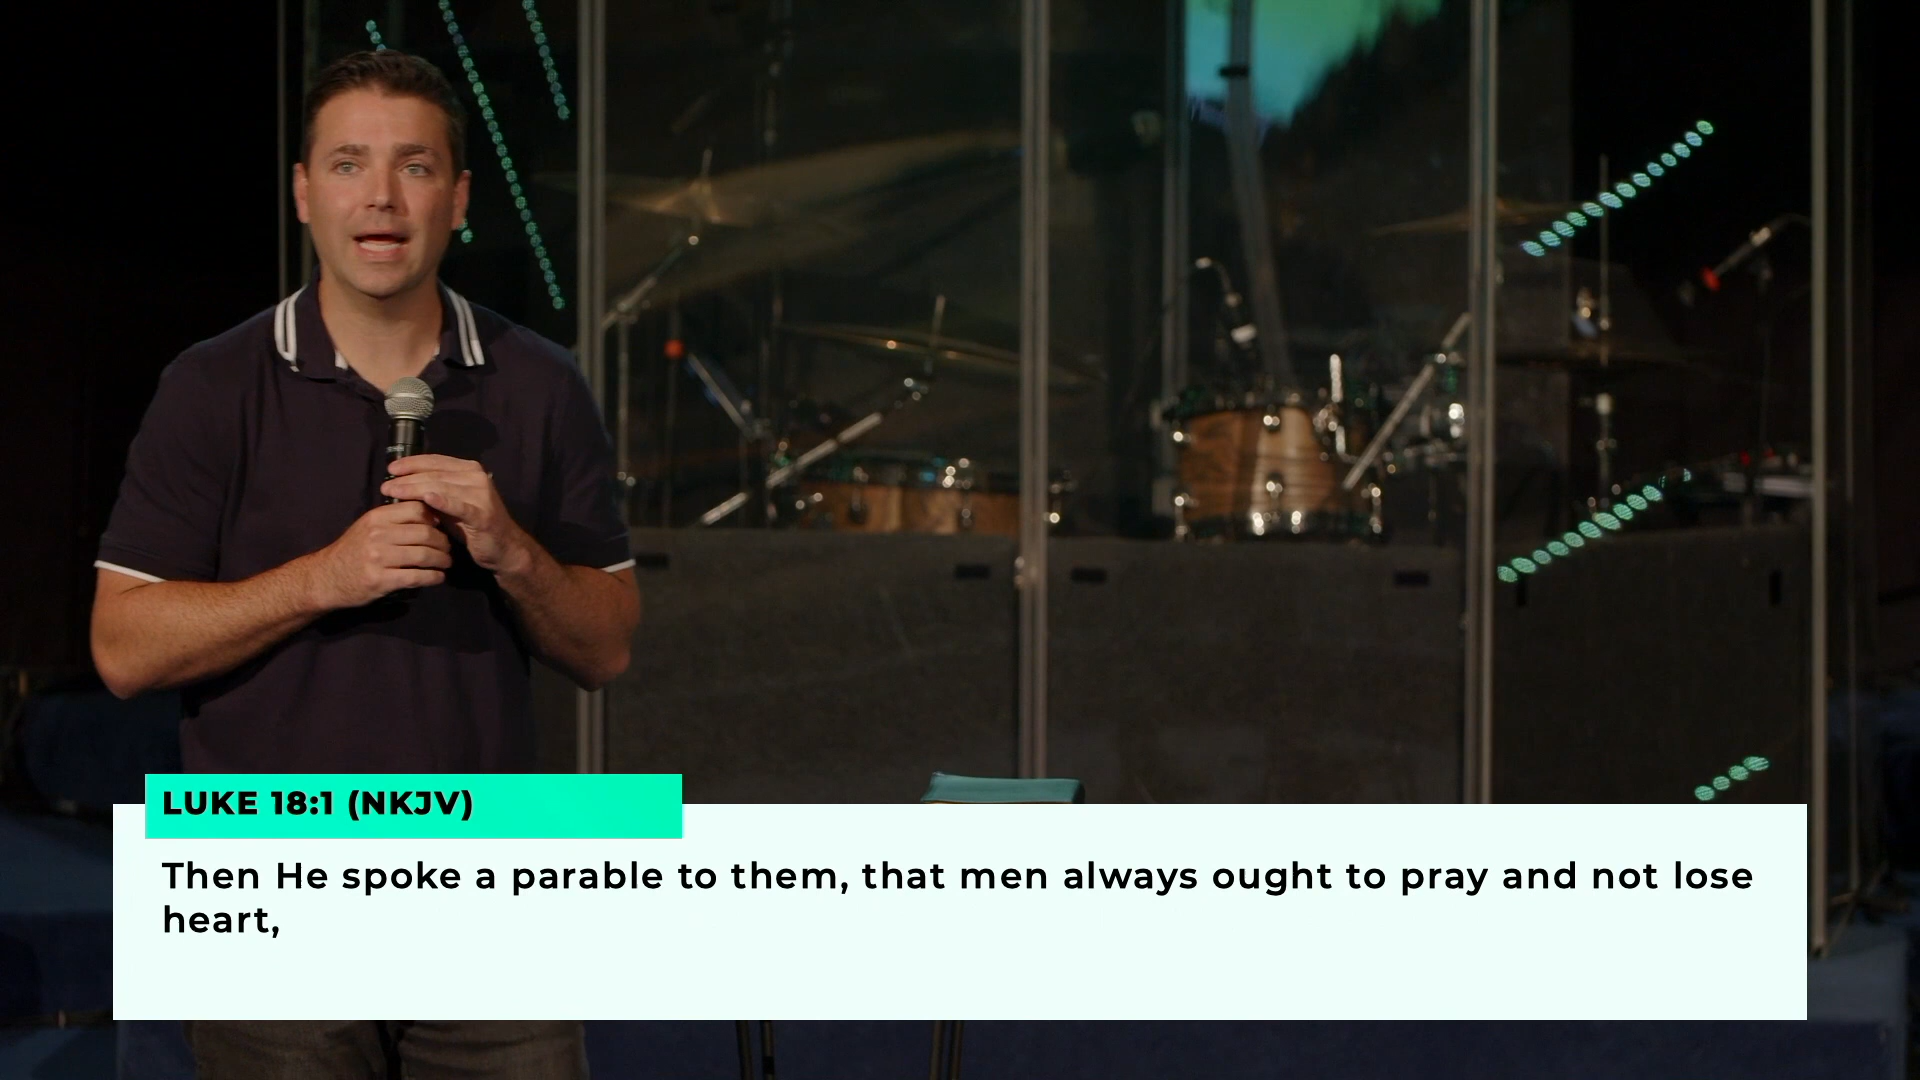 LUKE 18:1 (NKJV)
Then He spoke a parable to them, that men always ought to pray and not lose
heart,